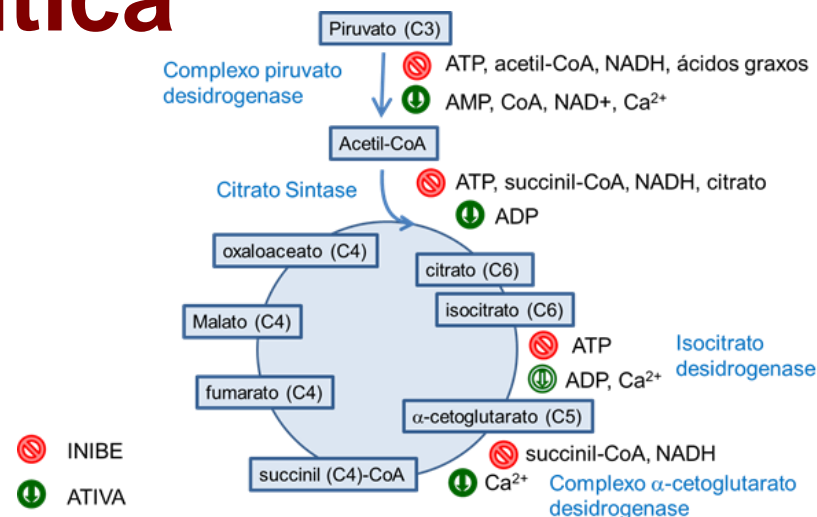 Piruvato (C3)
Complexo piruvato
desidrogenase
ATP, acetil-CoA, NADH, ácidos graxos
AMP, CoA, NAD+, Ca²⁺
Acetil-CoA
Citrato Sintase
ATP, succinil-CoA, NADH, citrato
ADP
oxaloaceato (C4)
citrato (C6)
isocitrato (C6)
Malato (C4)
ATP
ADP, Ca²⁺
Isocitrato
desidrogenase
fumarato (C4)
α-cetoglutarato (C5)
succinil-CoA, NADH
Ca²⁺
Complexo α-cetoglutarato
desidrogenase
succinil (C4)-CoA
INIBE
ATIVA